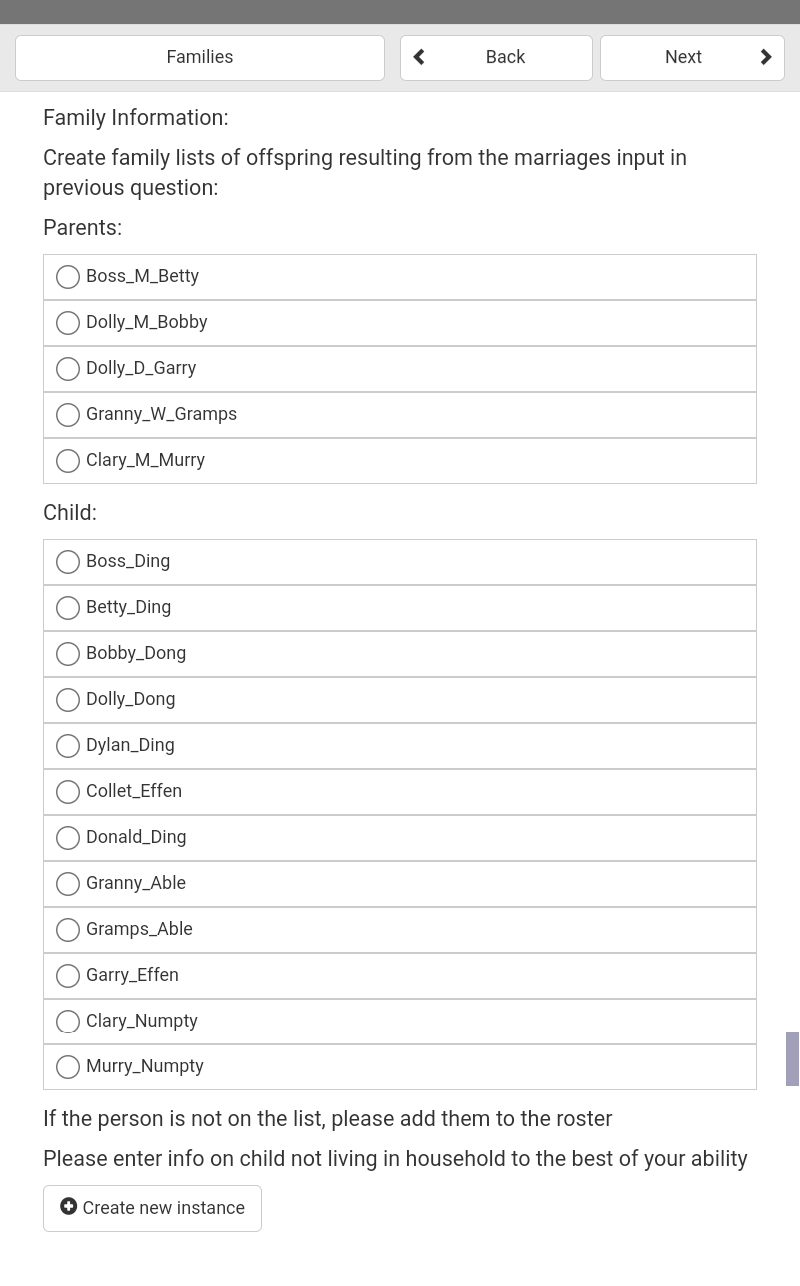 Families
Back
Next
Family Information:
Create family lists of offspring resulting from the marriages input in
previous question:
Parents:
Boss_M_Betty
Dolly_M_Bobby
Dolly_D_Garry
Granny_W_Gramps
Clary_M_Murry
Child:
Boss_Ding
Betty_Ding
Bobby_Dong
Dolly_Dong
Dylan_Ding
Collet_Effen
Donald_Ding
Granny_Able
Gramps_Able
Garry_Effen
Clary_Numpty
Murry_Numpty
If the person is not on the list, please add them to the roster
Please enter info on child not living in household to the best of your ability
Create new instance